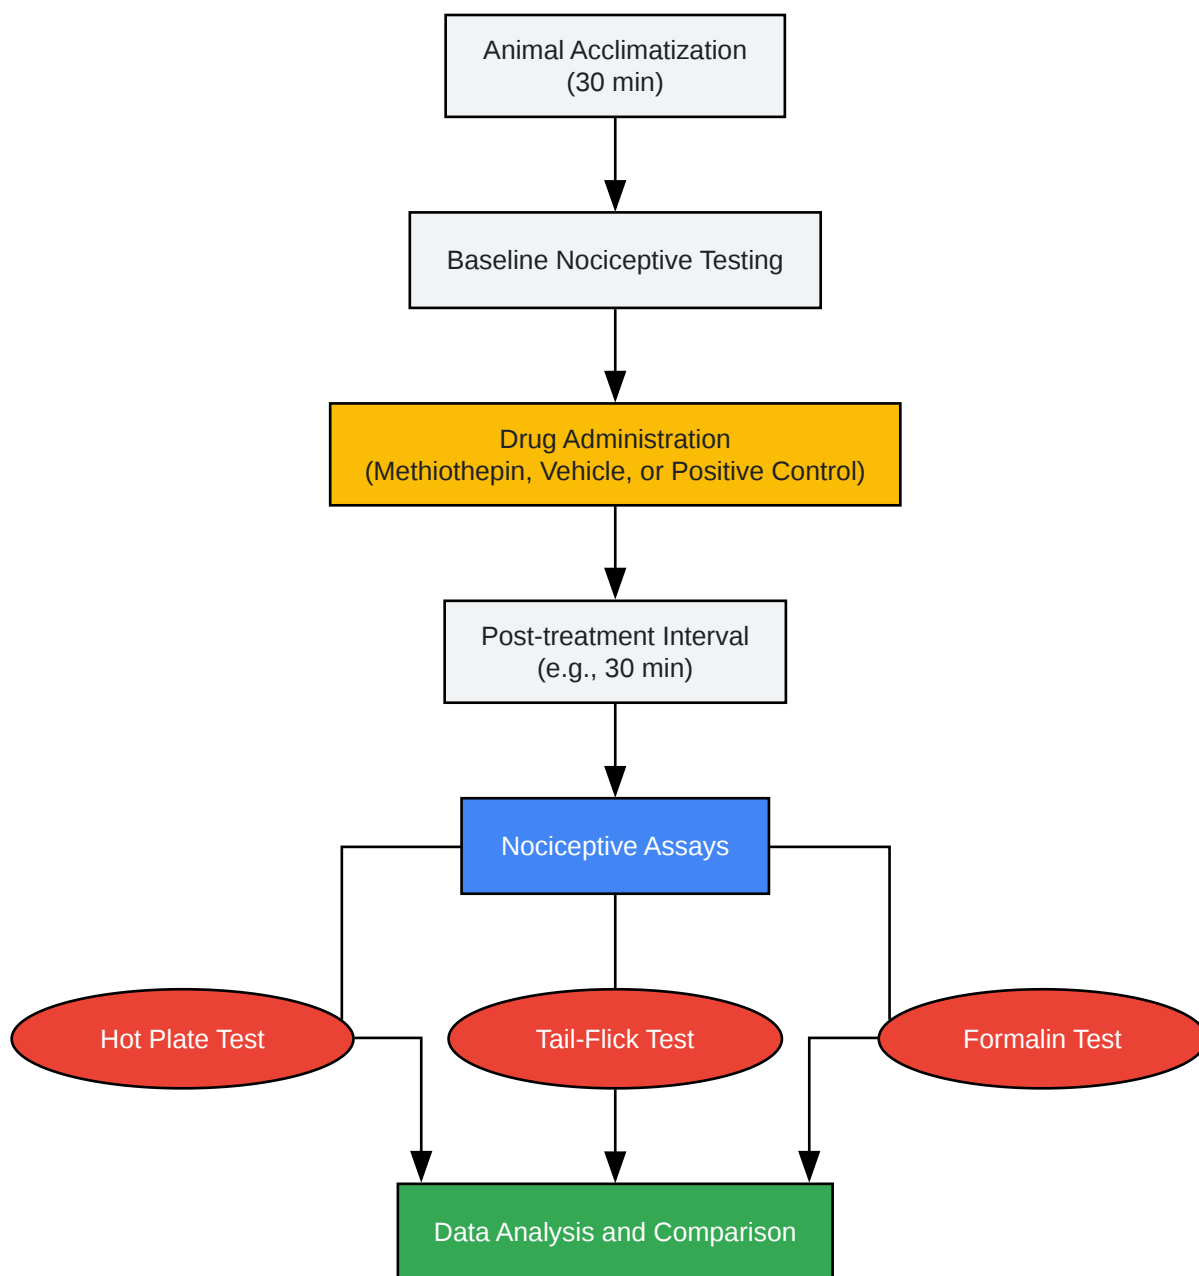 Animal Acclimatization
(30 min)
Baseline Nociceptive Testing
Drug Administration
(Methiothepin, Vehicle, or Positive Control)
Post-treatment Interval
(e.g., 30 min)
Nociceptive Assays
Hot Plate Test
Tail-Flick Test
Formalin Test
Data Analysis and Comparison